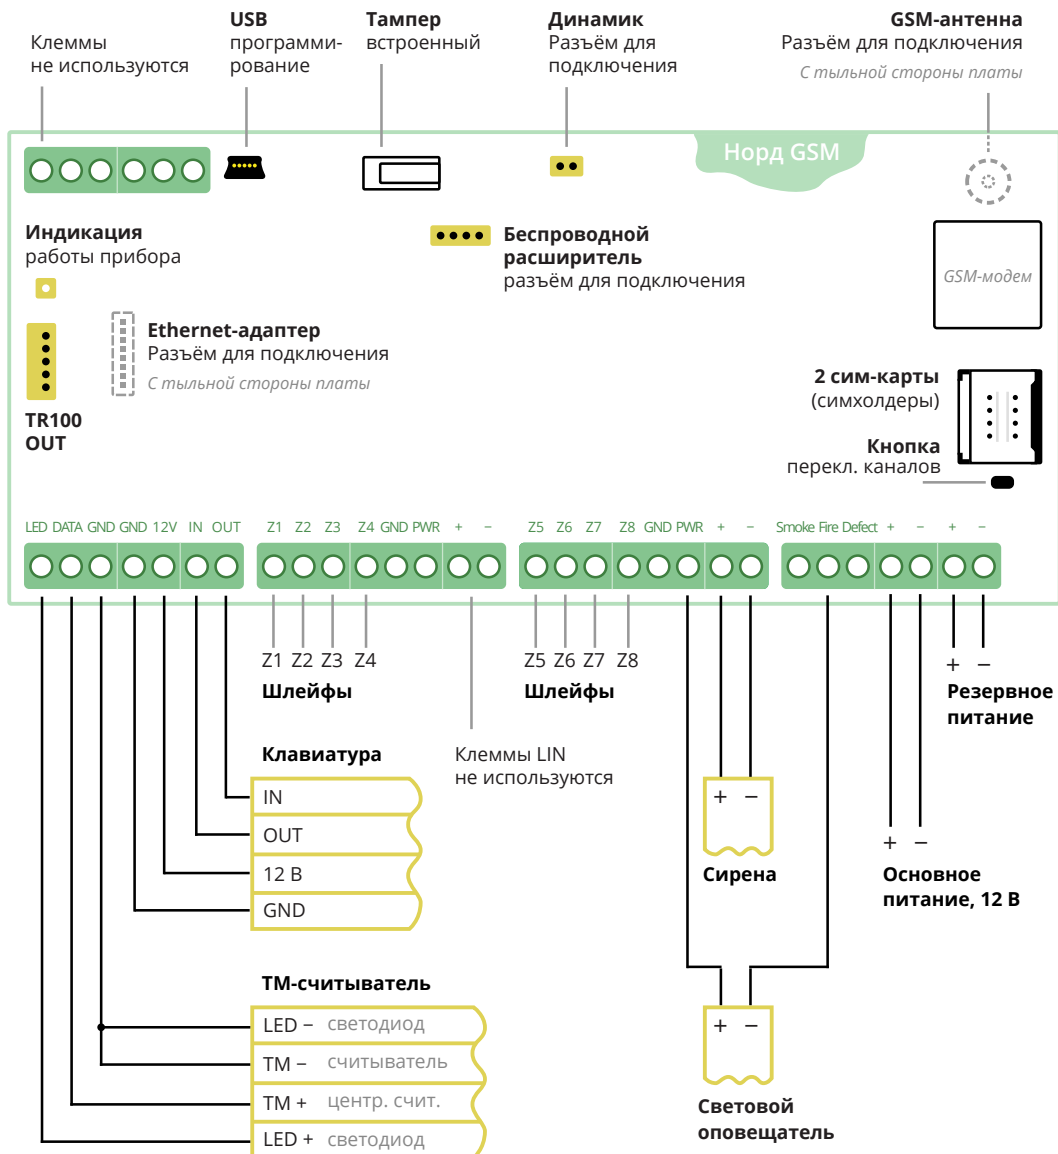 Клеммы
не используются
USB
программи-
рование
Тампер
встроенный
Динамик
Разъём для
подключения
GSM-антенна
Разъём для подключения
С тыльной стороны платы
Норд GSM
Индикация
работы прибора
Беспроводной
расширитель
разъём для подключения
GSM-модем
Ethernet-адаптер
Разъём для подключения
С тыльной стороны платы
TR100
OUT
2 сим-карты
(симхолдеры)
Кнопка
перекл. каналов
LED DATA GND GND 12V IN OUT Z1 Z2 Z3 Z4 GND PWR + − Z5 Z6 Z7 Z8 GND PWR + − Smoke Fire Defect + − + −
Z1 Z2 Z3 Z4
Шлейфы
Z5 Z6 Z7 Z8
Шлейфы
+ −
Резервное
питание
Клавиатура
IN
OUT
12 В
GND
Клеммы LIN
не используются
+ −
Сирена
+ −
Основное
питание, 12 В
ТМ-считыватель
LED − светодиод
TM − считыватель
TM + центр. счит.
LED + светодиод
+ −
Световой
оповещатель